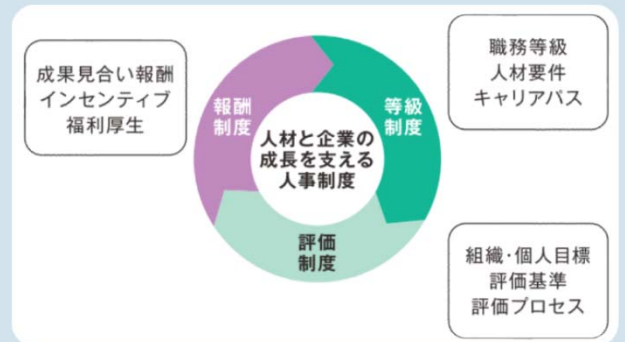 成果見合い報酬
インセンティブ
福利厚生
報酬
制度
人材と企業の
成長を支える
人事制度
等級
制度
職務等級
人材要件
キャリアパス
評価
制度
組織・個人目標
評価基準
評価プロセス